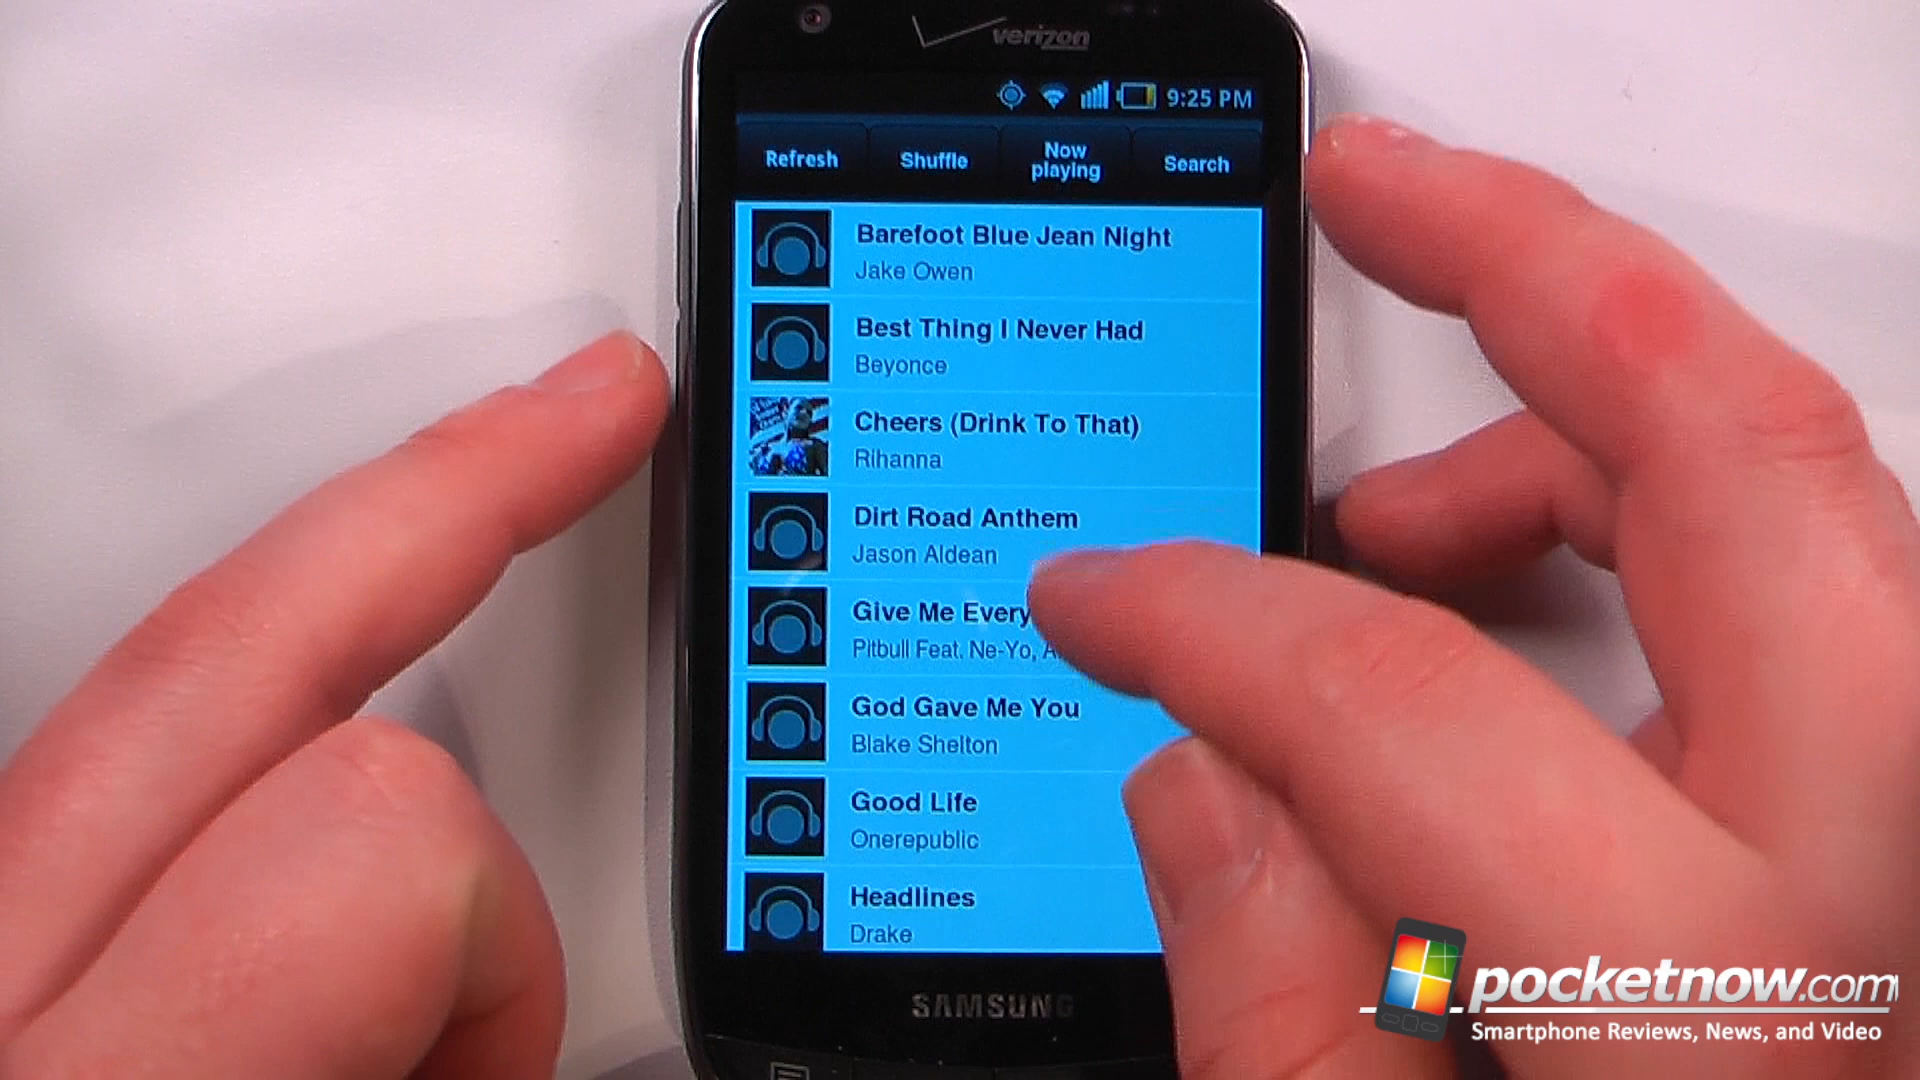 verizon
9:25 PM
Refresh
Shuffle
Now
playing
Search
Barefoot Blue Jean Night
Jake Owen
Best Thing I Never Had
Beyonce
Cheers (Drink To That)
Rihanna
Dirt Road Anthem
Jason Aldean
Give Me Every
Pitbull Feat. Ne-Yo, A
God Gave Me You
Blake Shelton
Good Life
Onerepublic
Headlines
Drake
SAMSUNG
pocketnow.com
Smartphone Reviews, News, and Video